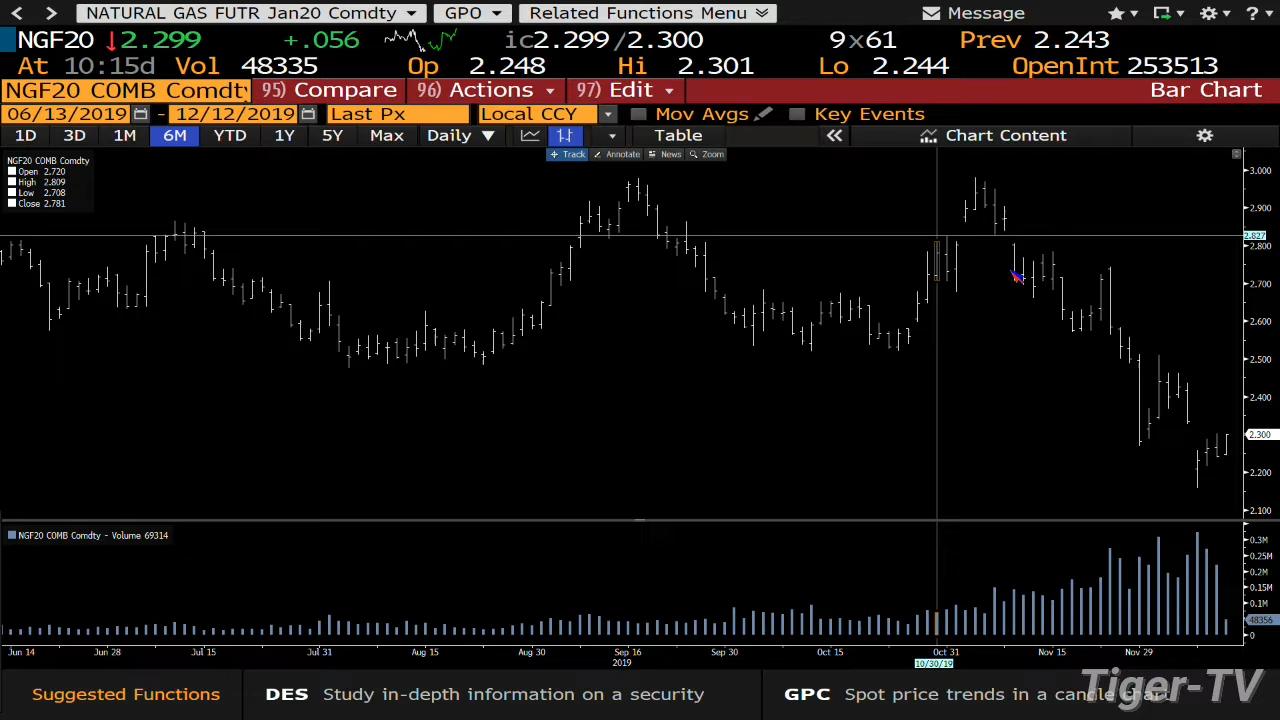 NATURAL GAS FUTR Jan20 Comdty GPO Related Functions Menu Message ?
NGF20 ↓2.299 +.056 ic2.299/2.300 9x61 Prev 2.243
At 10:15d Vol 48335 Op 2.248 Hi 2.301 Lo 2.244 OpenInt 253513
NGF20 COMB Comdty 95) Compare 96) Actions 97) Edit Bar Chart
06/13/2019 - 12/12/2019 Last Px Local CCY Mov Avgs Key Events
1D 3D 1M 6M YTD 1Y 5Y Max Daily ▼ Table Chart Content
Track Annotate News Zoom
NGF20 COMB Comdty
Open 2.720
High 2.809
Low 2.708
Close 2.781
3.000
2.900
2.827
2.800
2.700
2.600
2.500
2.400
2.300
2.200
2.100
NGF20 COMB Comdty - Volume 69314
0.3M
0.25M
0.2M
0.15M
0.1M
48356
0
Jun 14 Jun 28 Jul 15 Jul 31 Aug 15 Aug 30 Sep 16 Sep 30 Oct 15 Oct 31 Nov 15 Nov 29
2019 10/30/19
Suggested Functions DES Study in-depth information on a security GPC Spot price trends in a candle chart
Tiger-TV